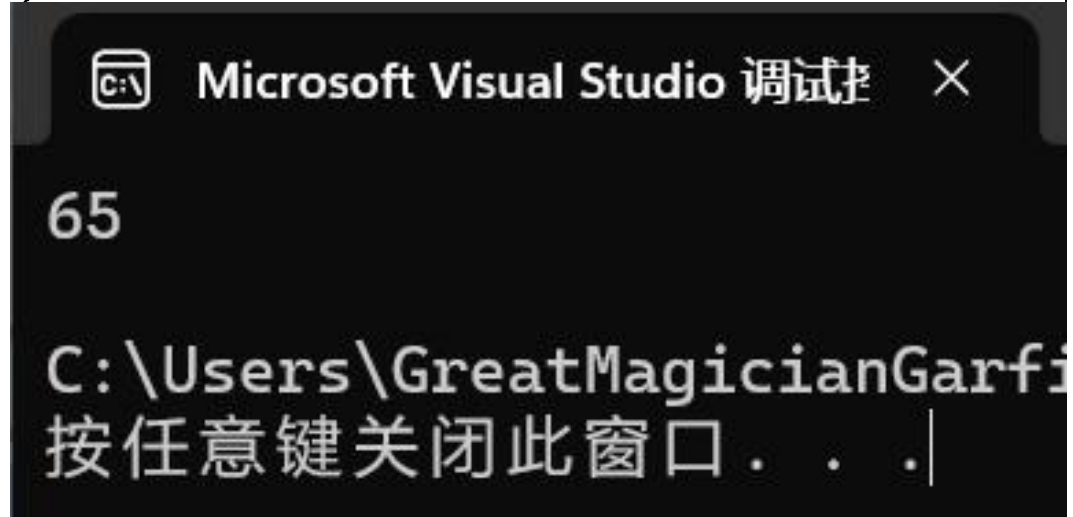 Microsoft Visual Studio 调试
65
C:\Users\GreatMagicianGarfi
按任意键关闭此窗口. . .